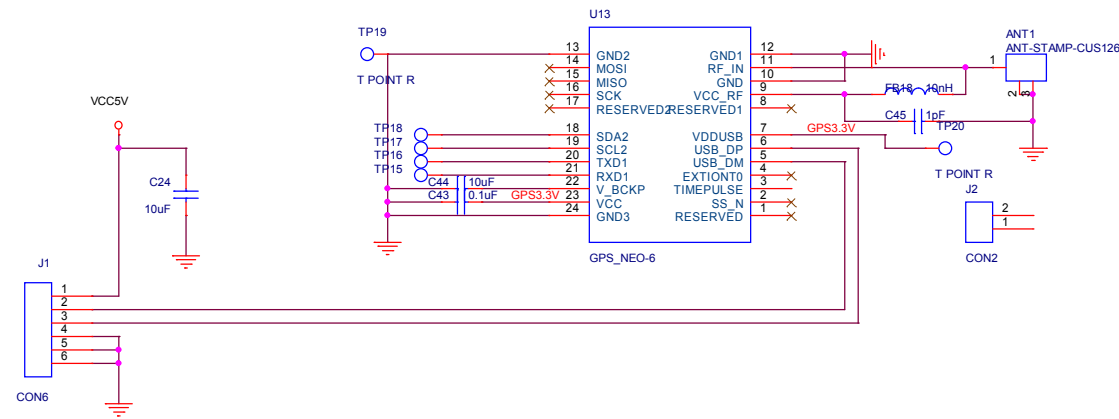 U13
TP19
T POINT R
13 GND2
14 MOSI
15 MISO
16 SCK
17 RESERVED2
18 SDA2
19 SCL2
20 TXD1
21 RXD1
22 V_BCKP
23 VCC
24 GND3
GND1 12
RF_IN 11
GND 10
VCC_RF 9
RESERVED1 8
VDDUSB 7
USB_DP 6
USB_DM 5
EXTIONT0 4
TIMEPULSE 3
SS_N 2
RESERVED 1
GPS_NEO-6
TP18
TP17
TP16
TP15
C44 10uF
C43 0.1uF
GPS3.3V
GPS3.3V
ANT1
ANT-STAMP-CUS126
1
2
3
FB18 10nH
C45 1pF
TP20
T POINT R
J2
2
1
CON2
VCC5V
C24
10uF
J1
1
2
3
4
5
6
CON6